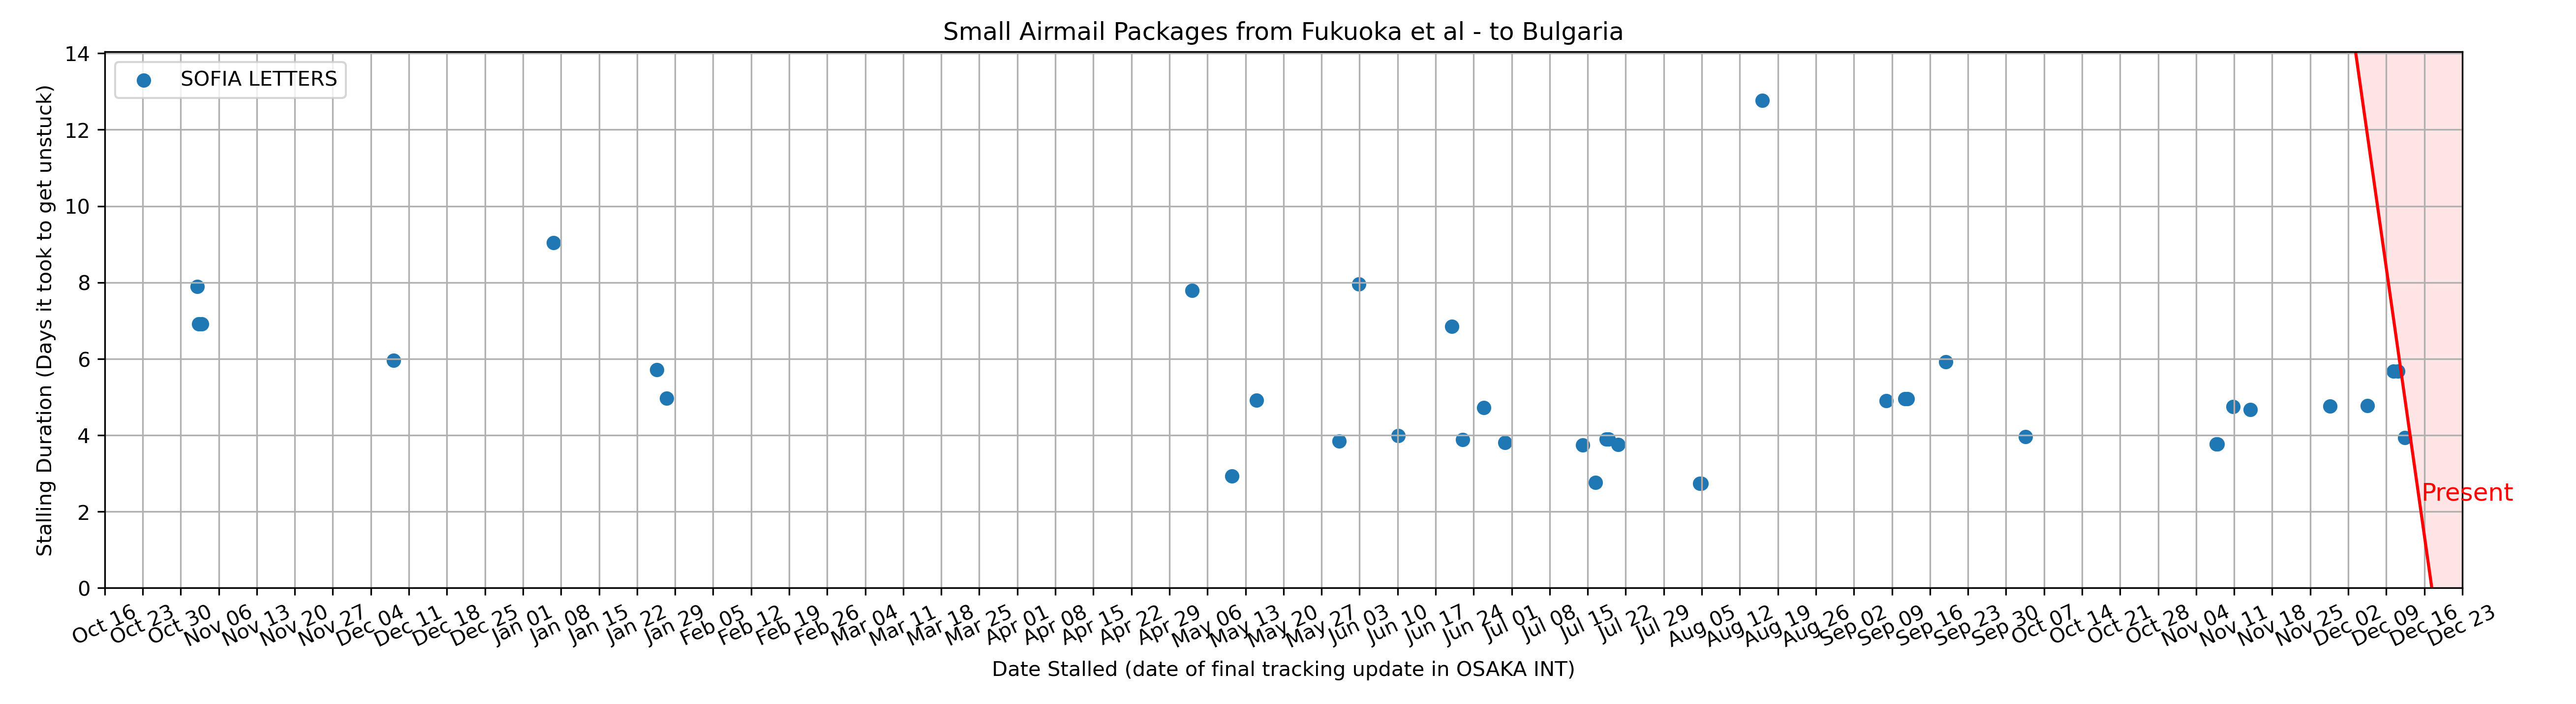 Small Airmail Packages from Fukuoka et al - to Bulgaria
SOFIA LETTERS
Stalling Duration (Days it took to get unstuck)
14
12
10
8
6
4
2
0
Present
Oct 16
Oct 23
Oct 30
Nov 06
Nov 13
Nov 20
Nov 27
Dec 04
Dec 11
Dec 18
Dec 25
Jan 01
Jan 08
Jan 15
Jan 22
Jan 29
Feb 05
Feb 12
Feb 19
Feb 26
Mar 04
Mar 11
Mar 18
Mar 25
Apr 01
Apr 08
Apr 15
Apr 22
Apr 29
May 06
May 13
May 20
May 27
Jun 03
Jun 10
Jun 17
Jun 24
Jul 01
Jul 08
Jul 15
Jul 22
Jul 29
Aug 05
Aug 12
Aug 19
Aug 26
Sep 02
Sep 09
Sep 16
Sep 23
Sep 30
Oct 07
Oct 14
Oct 21
Oct 28
Nov 04
Nov 11
Nov 18
Nov 25
Dec 02
Dec 09
Dec 16
Dec 23
Date Stalled (date of final tracking update in OSAKA INT)